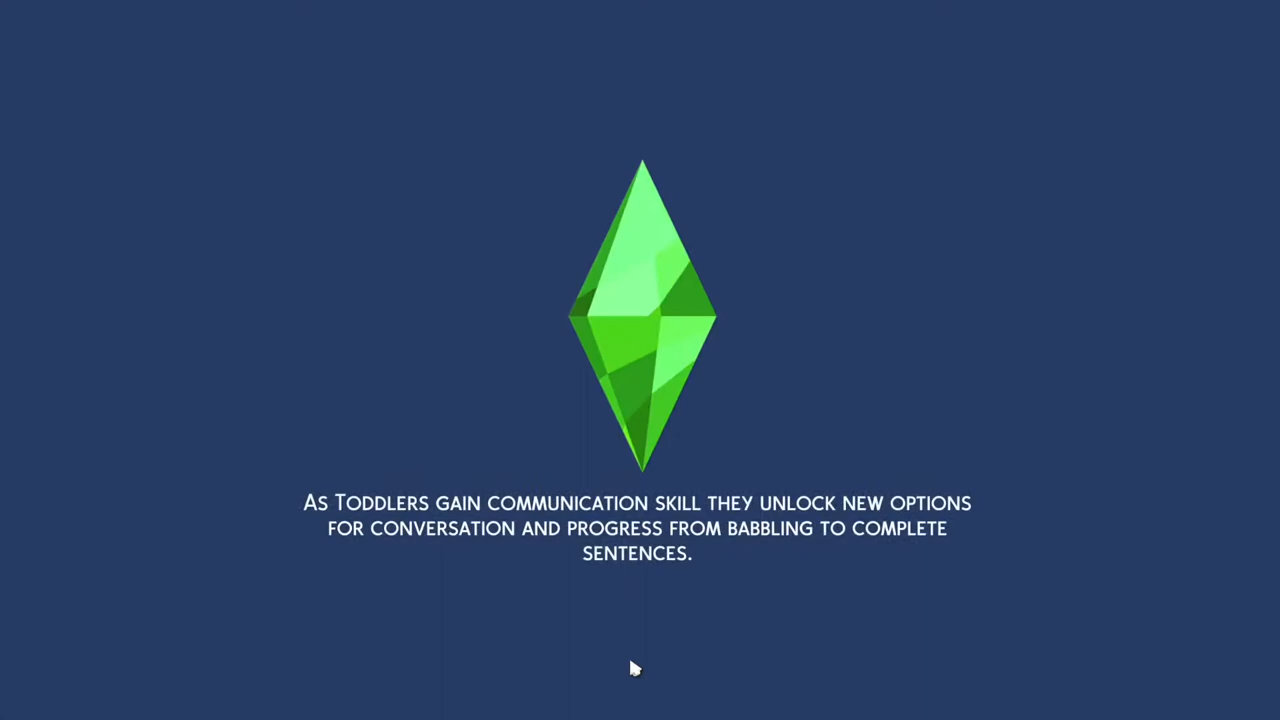 As Toddlers gain communication skill they unlock new options
for conversation and progress from babbling to complete
sentences.